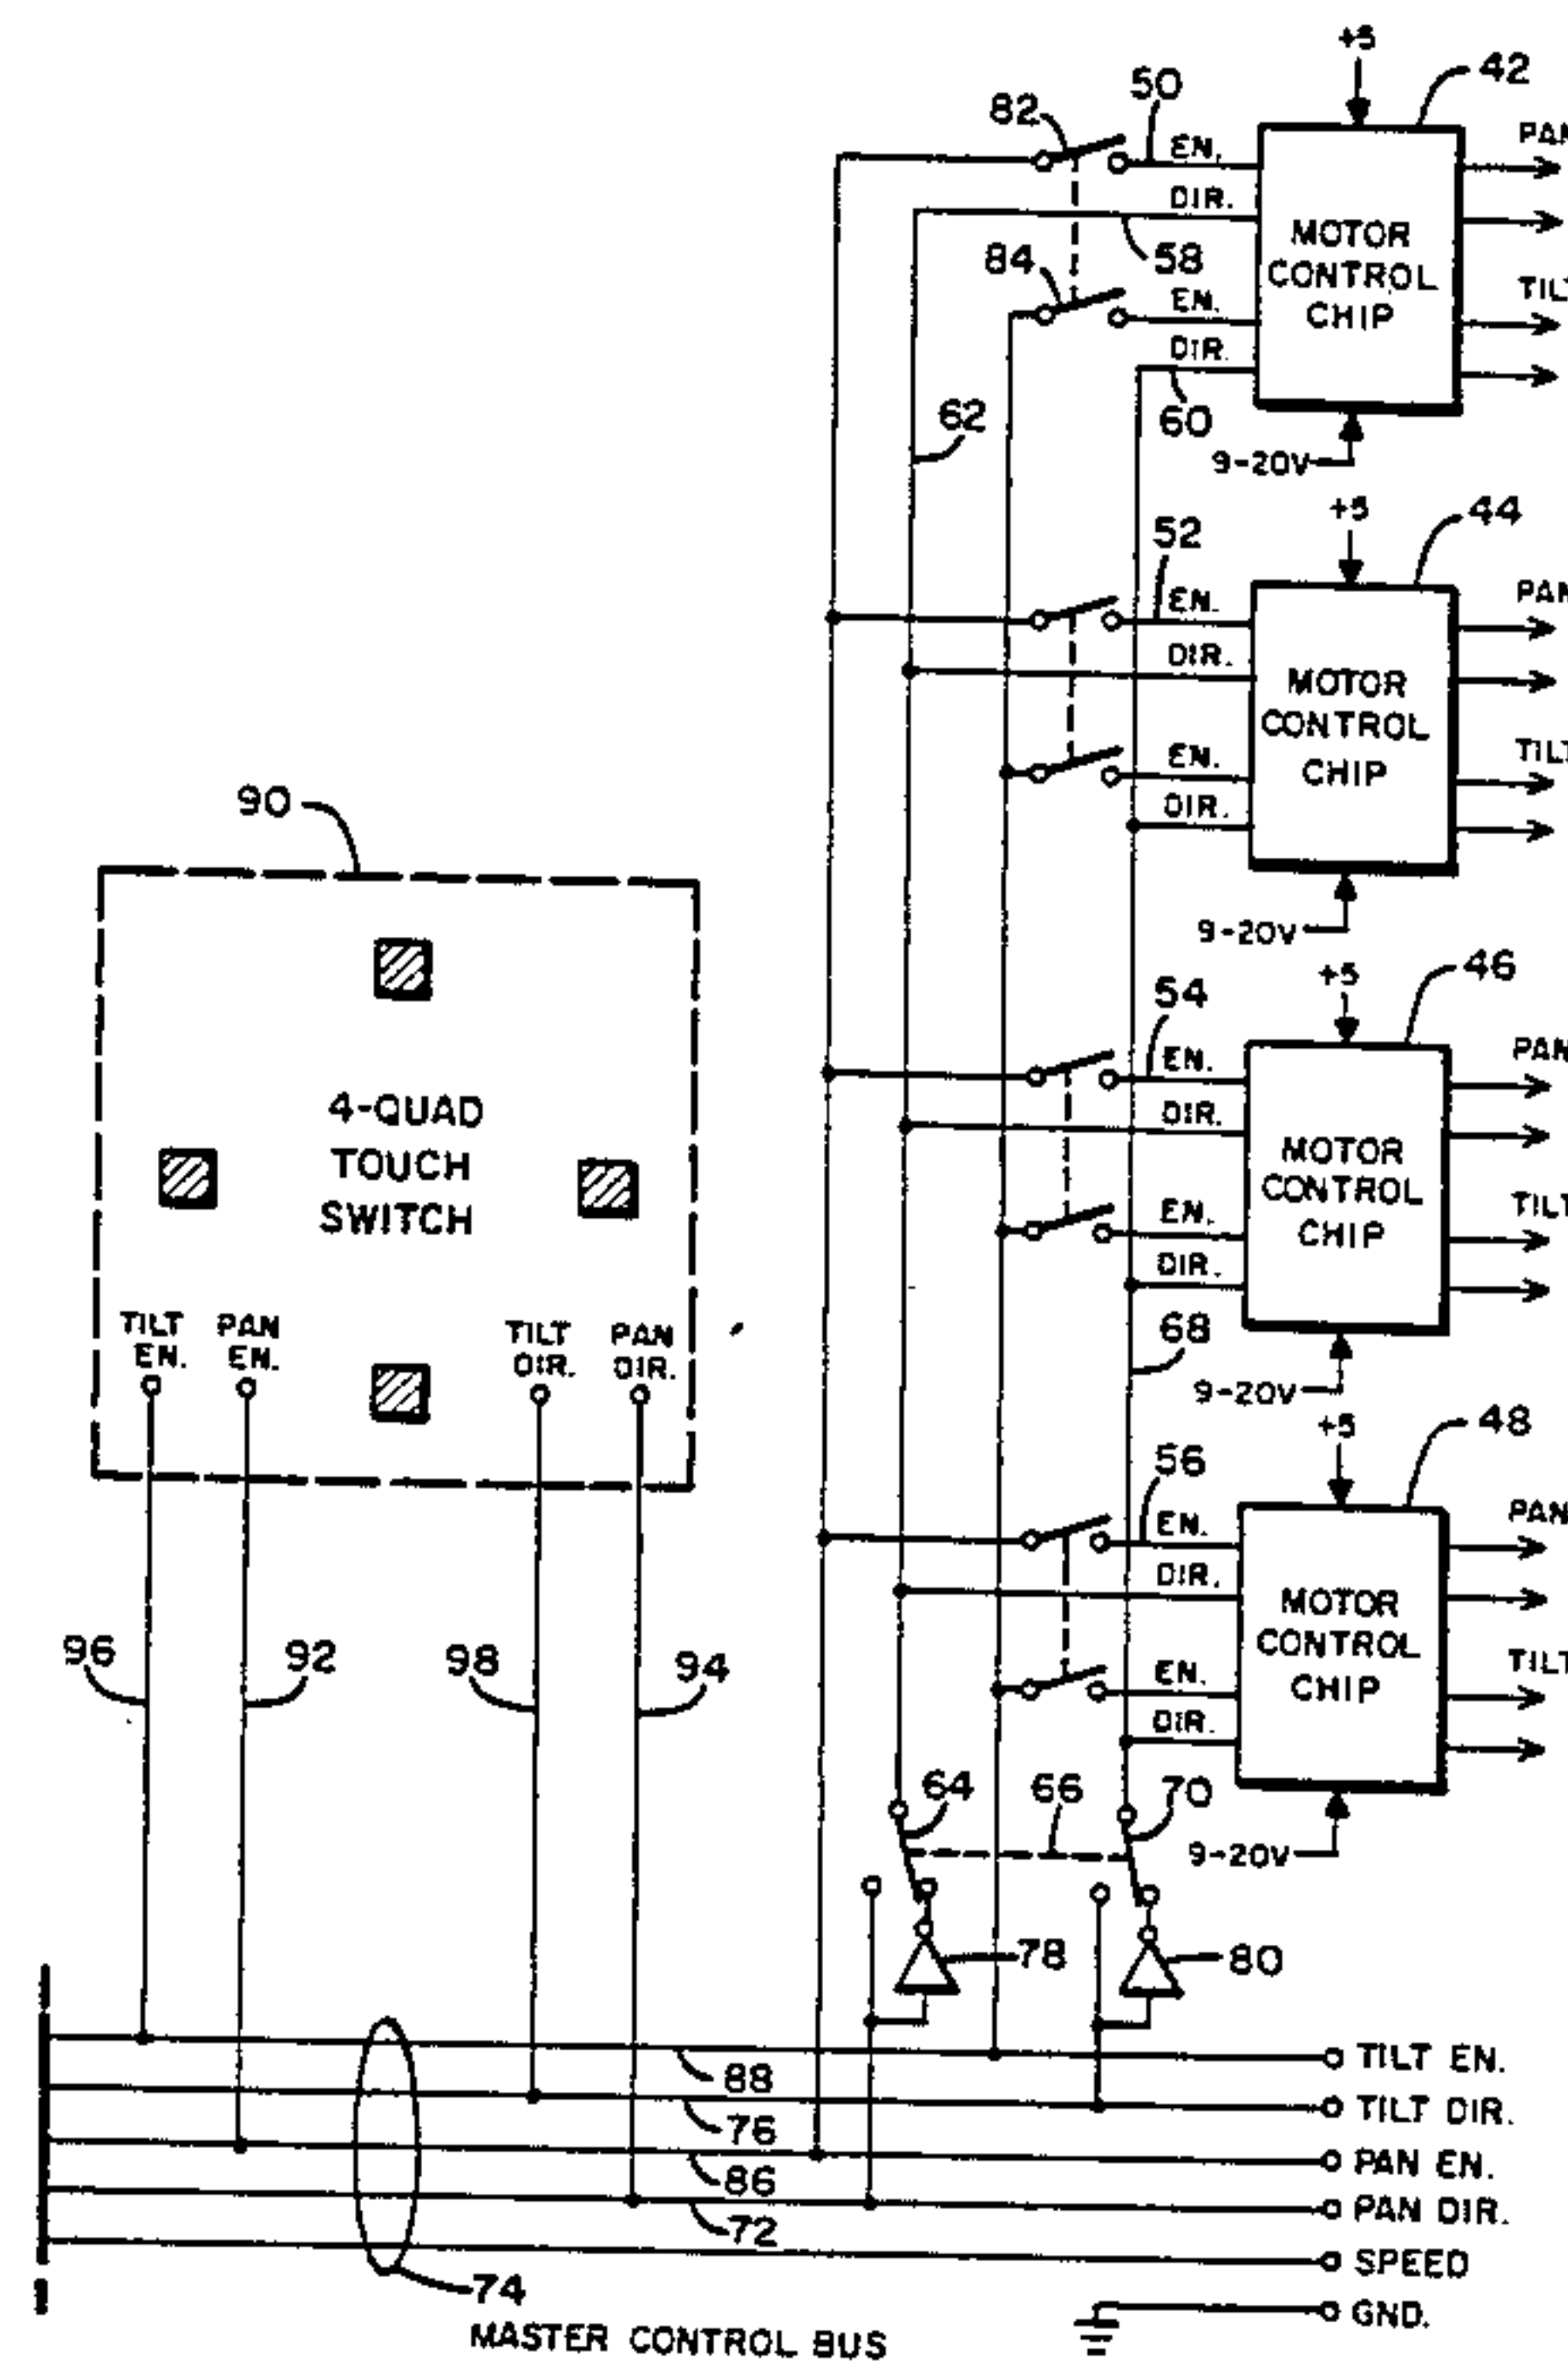 +5
42
50
82
EN.
PAN
DIR.
MOTOR
CONTROL
CHIP
58
84
EN.
TILT
DIR.
60
62
9-20V
+5
44
52
EN.
PAN
DIR.
MOTOR
CONTROL
CHIP
EN.
TILT
DIR.
9-20V
90
+5
46
54
EN.
PAN
DIR.
MOTOR
CONTROL
CHIP
4-QUAD
TOUCH
SWITCH
EN.
TILT
DIR.
68
9-20V
TILT
EN.
PAN
EN.
TILT
DIR.
PAN
DIR.
+5
48
56
EN.
PAN
DIR.
MOTOR
CONTROL
CHIP
EN.
TILT
DIR.
96
92
98
94
64
66
70
9-20V
78
80
TILT EN.
88
TILT DIR.
76
PAN EN.
86
PAN DIR.
72
SPEED
74
GND.
MASTER CONTROL BUS